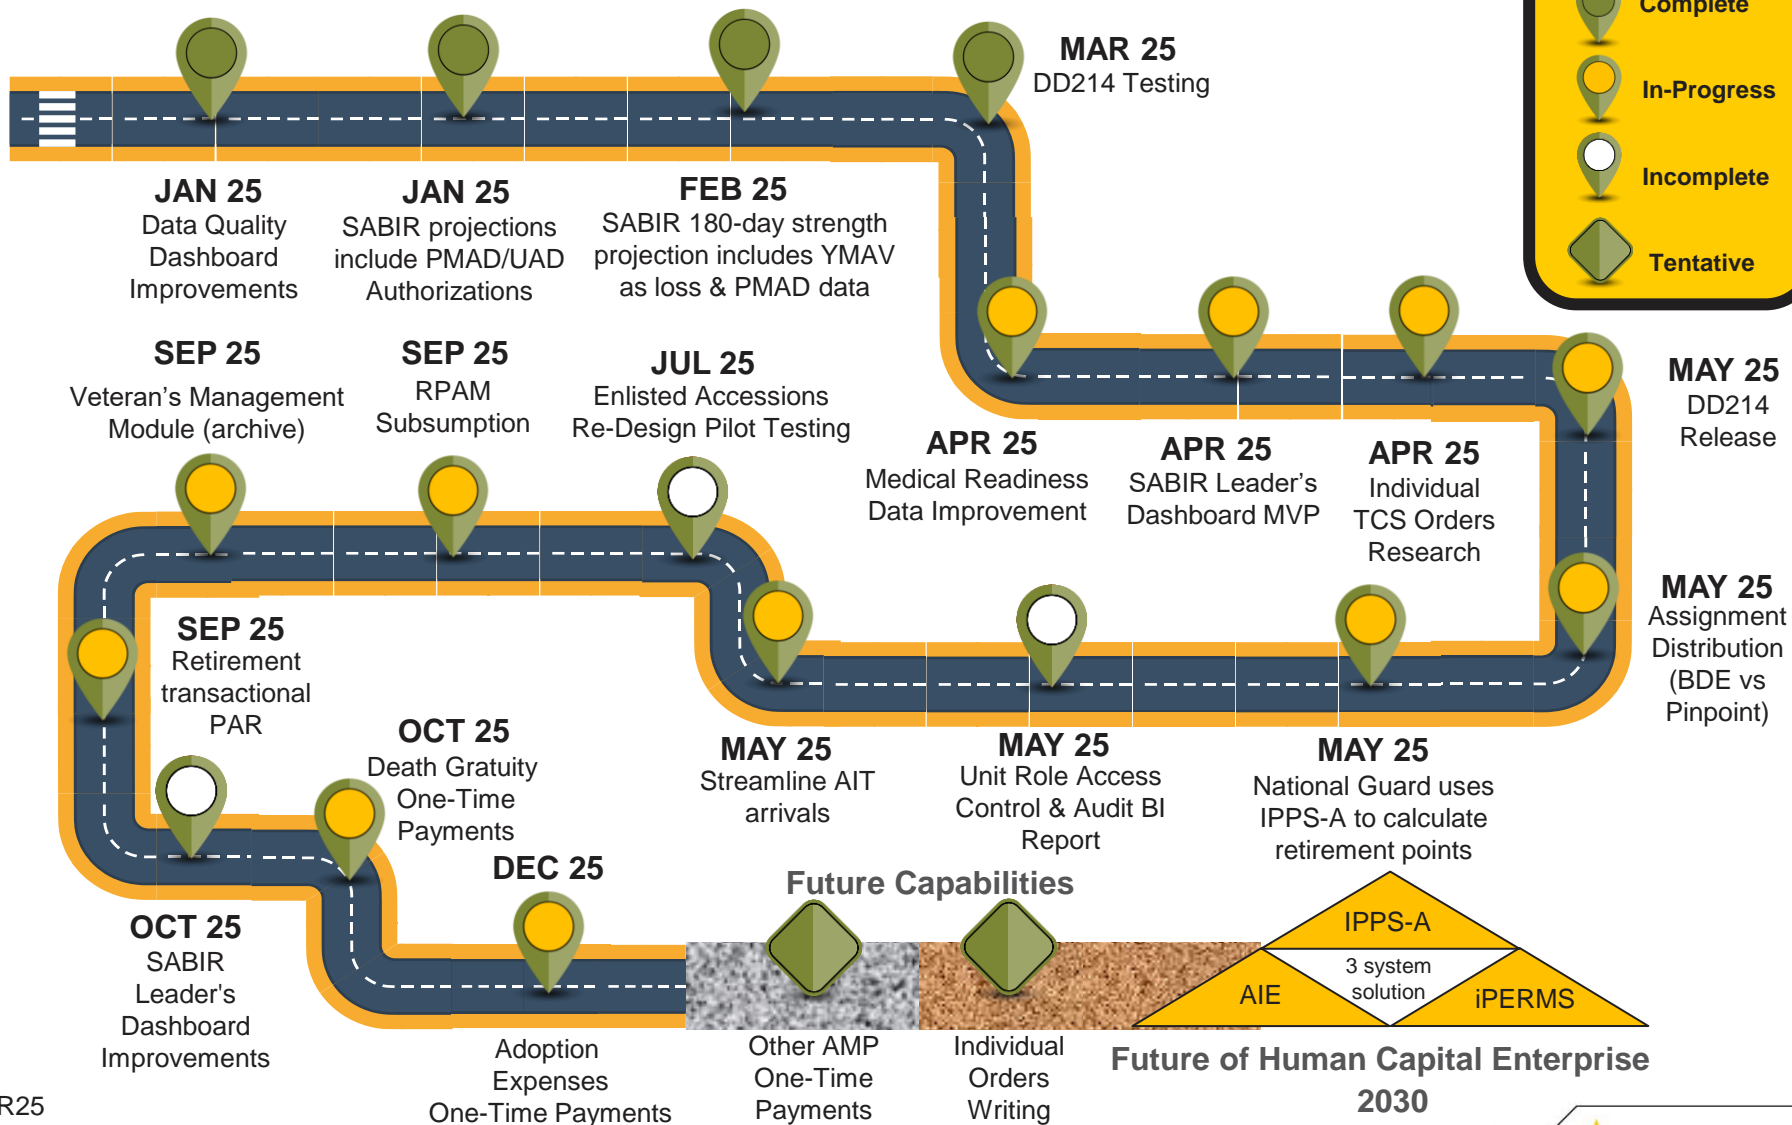 Complete
In-Progress
Incomplete
Tentative
MAR 25
DD214 Testing
JAN 25
Data Quality
Dashboard
Improvements
JAN 25
SABIR projections
include PMAD/UAD
Authorizations
FEB 25
SABIR 180-day strength
projection includes YMAV
as loss & PMAD data
APR 25
Medical Readiness
Data Improvement
APR 25
SABIR Leader's
Dashboard MVP
APR 25
Individual
TCS Orders
Research
MAY 25
DD214
Release
MAY 25
Assignment
Distribution
(BDE vs
Pinpoint)
MAY 25
National Guard uses
IPPS-A to calculate
retirement points
MAY 25
Unit Role Access
Control & Audit BI
Report
MAY 25
Streamline AIT
arrivals
JUL 25
Enlisted Accessions
Re-Design Pilot Testing
SEP 25
RPAM
Subsumption
SEP 25
Veteran's Management
Module (archive)
SEP 25
Retirement
transactional
PAR
OCT 25
SABIR
Leader's
Dashboard
Improvements
OCT 25
Death Gratuity
One-Time
Payments
DEC 25
Adoption
Expenses
One-Time Payments
Future Capabilities
Other AMP
One-Time
Payments
Individual
Orders
Writing
IPPS-A
3 system
solution
AIE
iPERMS
Future of Human Capital Enterprise
2030
R25